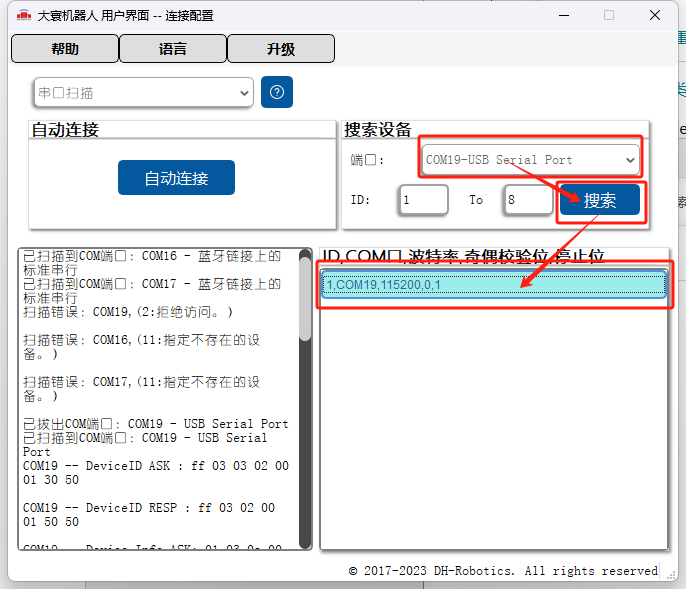 大寰机器人 用户界面 -- 连接配置
帮助
语言
升级
串口扫描
自动连接
自动连接
搜索设备
端口:
COM19-USB Serial Port
ID:
1
To
8
搜索
已扫描到COM端口: COM16 - 蓝牙链接上的
标准串行
已扫描到COM端口: COM17 - 蓝牙链接上的
标准串行
扫描错误: COM19,(2:拒绝访问。)
扫描错误: COM16,(11:指定不存在的设
备。)
扫描错误: COM17,(11:指定不存在的设
备。)
已拔出COM端口: COM19 - USB Serial Port
已扫描到COM端口: COM19 - USB Serial
Port
COM19 -- DeviceID ASK : ff 03 03 02 00
01 30 50
COM19 -- DeviceID RESP : ff 03 02 00
01 50 50
ID,COM口,波特率,奇偶校验位,停止位
1,COM19,115200,0,1
© 2017-2023 DH-Robotics. All rights reserved